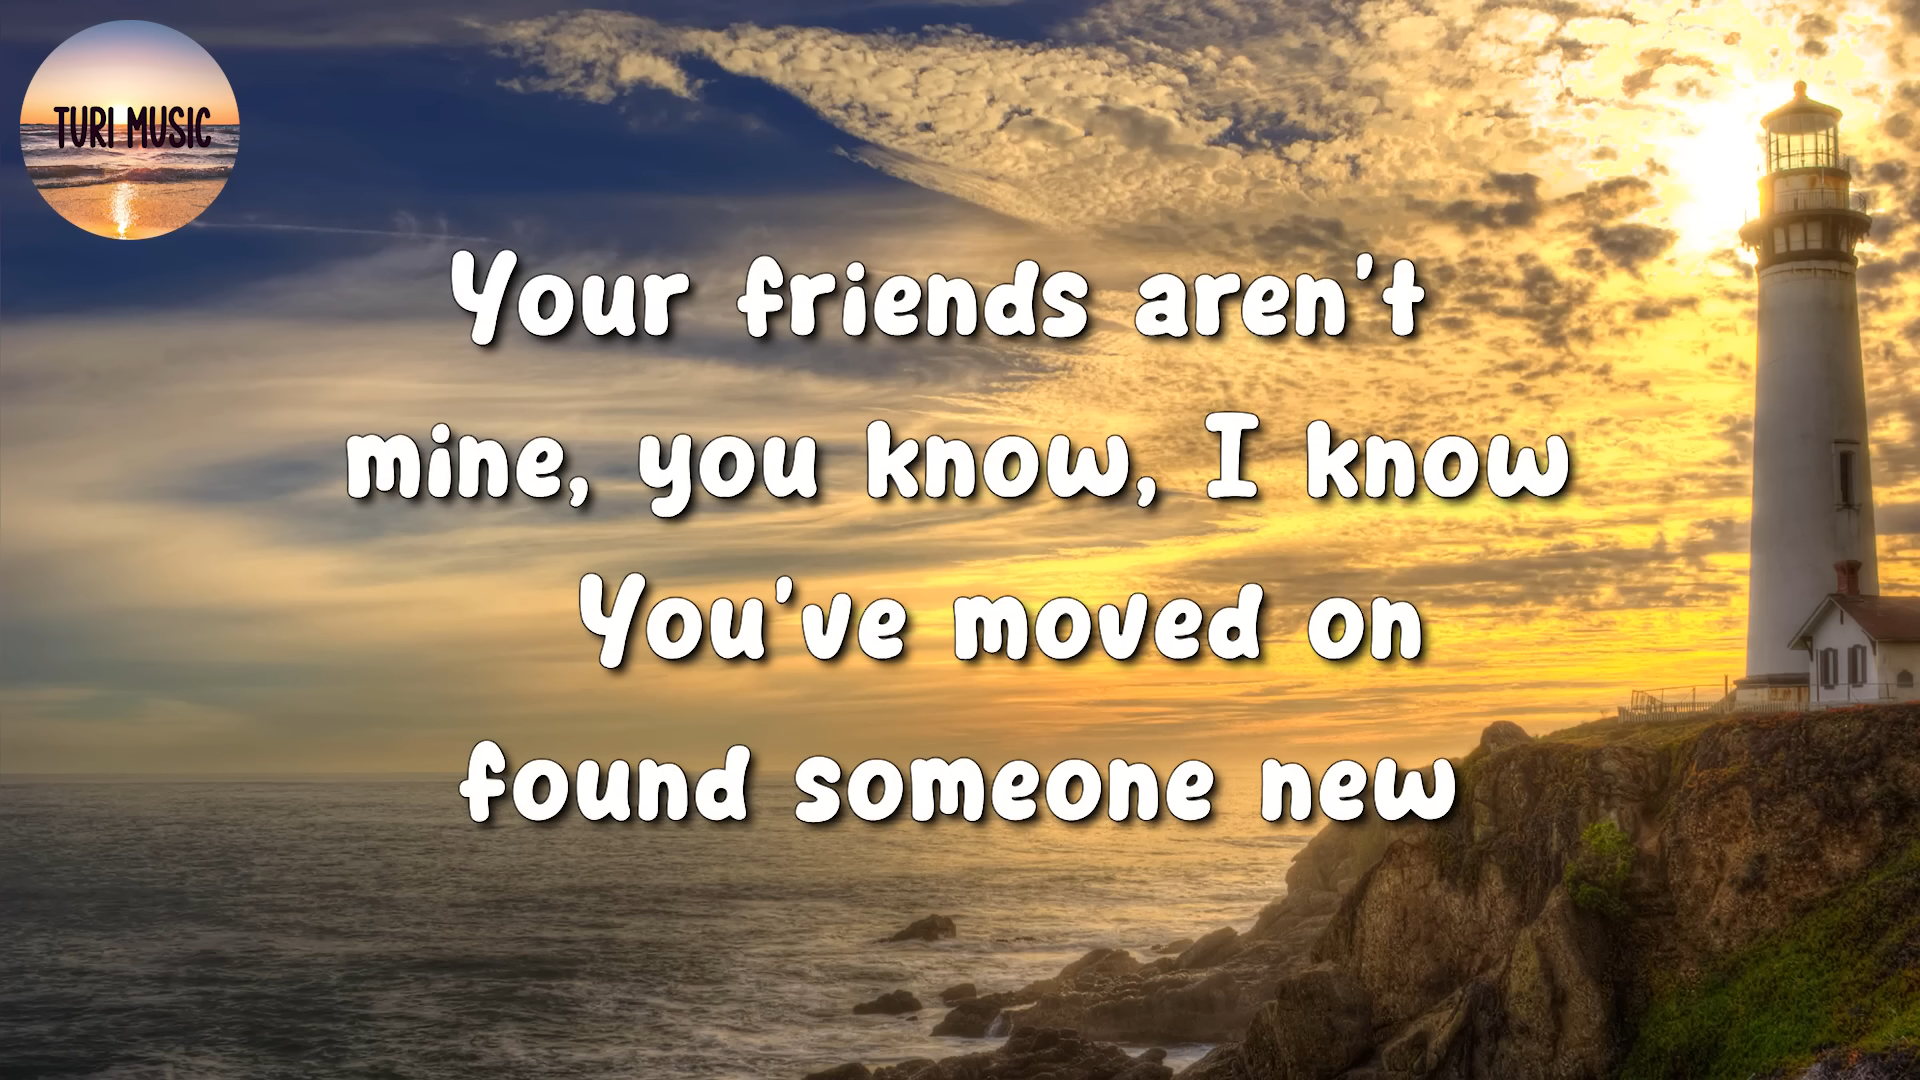 TURI MUSIC
Your friends aren't
mine, you know, I know
You've moved on
found someone new